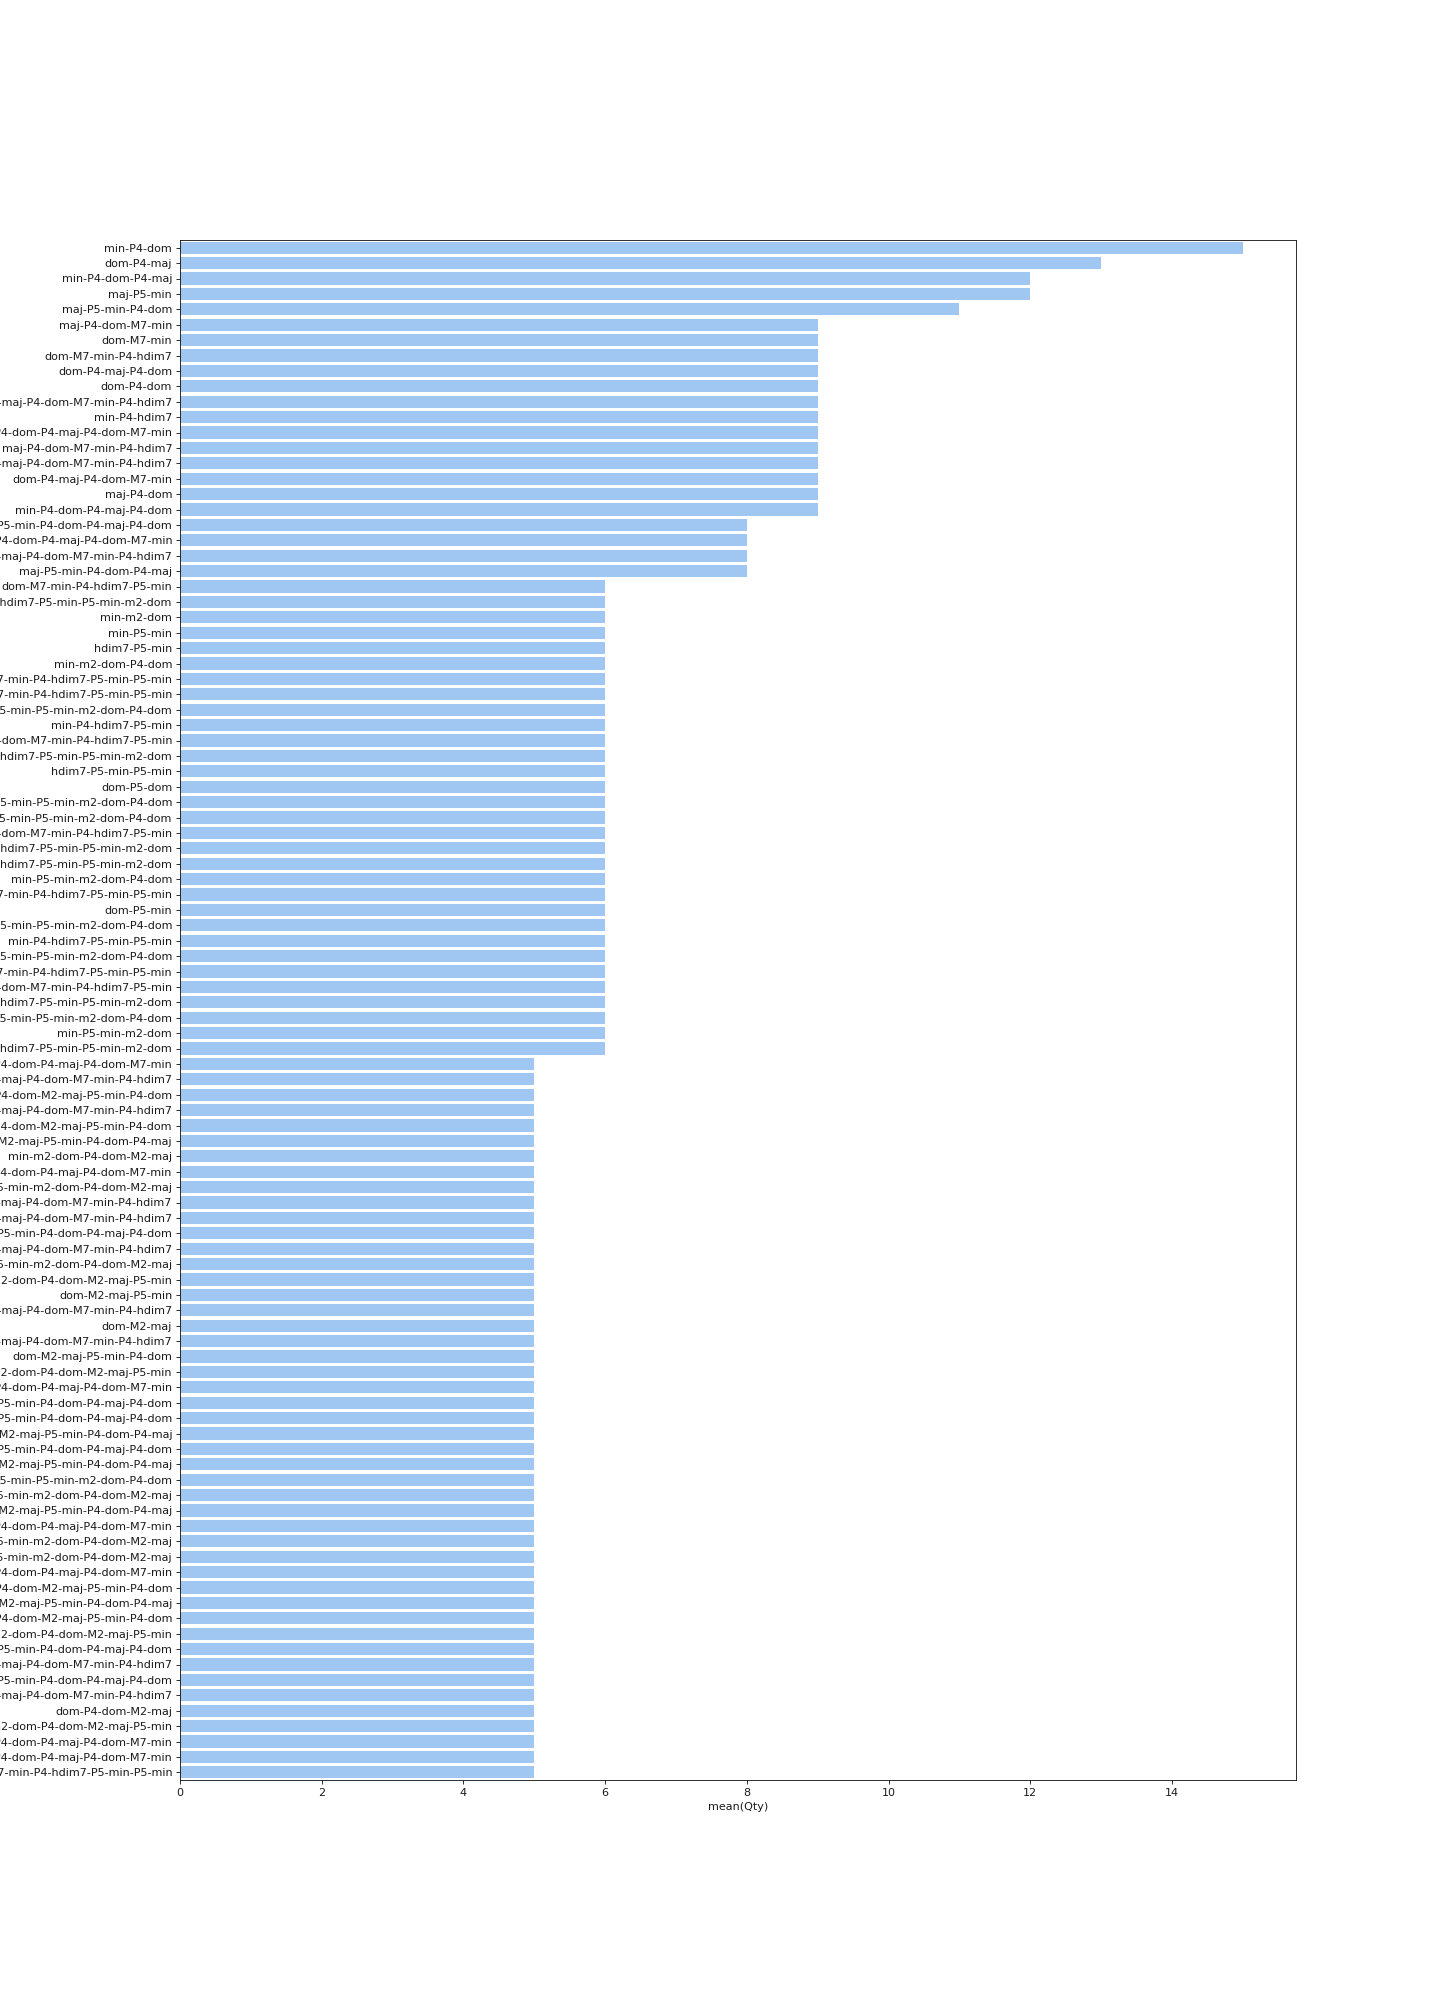 min-P4-dom
dom-P4-maj
min-P4-dom-P4-maj
maj-P5-min
maj-P5-min-P4-dom
maj-P4-dom-M7-min
dom-M7-min
dom-M7-min-P4-hdim7
dom-P4-maj-P4-dom
dom-P4-dom
-maj-P4-dom-M7-min-P4-hdim7
min-P4-hdim7
P4-dom-P4-maj-P4-dom-M7-min
maj-P4-dom-M7-min-P4-hdim7
-maj-P4-dom-M7-min-P4-hdim7
dom-P4-maj-P4-dom-M7-min
maj-P4-dom
min-P4-dom-P4-maj-P4-dom
P5-min-P4-dom-P4-maj-P4-dom
P4-dom-P4-maj-P4-dom-M7-min
-maj-P4-dom-M7-min-P4-hdim7
maj-P5-min-P4-dom-P4-maj
dom-M7-min-P4-hdim7-P5-min
hdim7-P5-min-P5-min-m2-dom
min-m2-dom
min-P5-min
hdim7-P5-min
min-m2-dom-P4-dom
7-min-P4-hdim7-P5-min-P5-min
7-min-P4-hdim7-P5-min-P5-min
5-min-P5-min-m2-dom-P4-dom
min-P4-hdim7-P5-min
-dom-M7-min-P4-hdim7-P5-min
hdim7-P5-min-P5-min-m2-dom
hdim7-P5-min-P5-min
dom-P5-dom
5-min-P5-min-m2-dom-P4-dom
5-min-P5-min-m2-dom-P4-dom
-dom-M7-min-P4-hdim7-P5-min
hdim7-P5-min-P5-min-m2-dom
hdim7-P5-min-P5-min-m2-dom
min-P5-min-m2-dom-P4-dom
7-min-P4-hdim7-P5-min-P5-min
dom-P5-min
5-min-P5-min-m2-dom-P4-dom
min-P4-hdim7-P5-min-P5-min
5-min-P5-min-m2-dom-P4-dom
7-min-P4-hdim7-P5-min-P5-min
-dom-M7-min-P4-hdim7-P5-min
hdim7-P5-min-P5-min-m2-dom
5-min-P5-min-m2-dom-P4-dom
min-P5-min-m2-dom
hdim7-P5-min-P5-min-m2-dom
P4-dom-P4-maj-P4-dom-M7-min
-maj-P4-dom-M7-min-P4-hdim7
P4-dom-M2-maj-P5-min-P4-dom
-maj-P4-dom-M7-min-P4-hdim7
P4-dom-M2-maj-P5-min-P4-dom
M2-maj-P5-min-P4-dom-P4-maj
min-m2-dom-P4-dom-M2-maj
P4-dom-P4-maj-P4-dom-M7-min
5-min-m2-dom-P4-dom-M2-maj
-maj-P4-dom-M7-min-P4-hdim7
-maj-P4-dom-M7-min-P4-hdim7
P5-min-P4-dom-P4-maj-P4-dom
-maj-P4-dom-M7-min-P4-hdim7
5-min-m2-dom-P4-dom-M2-maj
2-dom-P4-dom-M2-maj-P5-min
dom-M2-maj-P5-min
-maj-P4-dom-M7-min-P4-hdim7
dom-M2-maj
-maj-P4-dom-M7-min-P4-hdim7
dom-M2-maj-P5-min-P4-dom
2-dom-P4-dom-M2-maj-P5-min
P4-dom-P4-maj-P4-dom-M7-min
P5-min-P4-dom-P4-maj-P4-dom
P5-min-P4-dom-P4-maj-P4-dom
M2-maj-P5-min-P4-dom-P4-maj
P5-min-P4-dom-P4-maj-P4-dom
M2-maj-P5-min-P4-dom-P4-maj
5-min-P5-min-m2-dom-P4-dom
5-min-m2-dom-P4-dom-M2-maj
M2-maj-P5-min-P4-dom-P4-maj
P4-dom-P4-maj-P4-dom-M7-min
5-min-m2-dom-P4-dom-M2-maj
5-min-m2-dom-P4-dom-M2-maj
P4-dom-P4-maj-P4-dom-M7-min
P4-dom-M2-maj-P5-min-P4-dom
M2-maj-P5-min-P4-dom-P4-maj
P4-dom-M2-maj-P5-min-P4-dom
2-dom-P4-dom-M2-maj-P5-min
P5-min-P4-dom-P4-maj-P4-dom
-maj-P4-dom-M7-min-P4-hdim7
P5-min-P4-dom-P4-maj-P4-dom
-maj-P4-dom-M7-min-P4-hdim7
dom-P4-dom-M2-maj
2-dom-P4-dom-M2-maj-P5-min
P4-dom-P4-maj-P4-dom-M7-min
P4-dom-P4-maj-P4-dom-M7-min
7-min-P4-hdim7-P5-min-P5-min
0 2 4 6 8 10 12 14
mean(Qty)